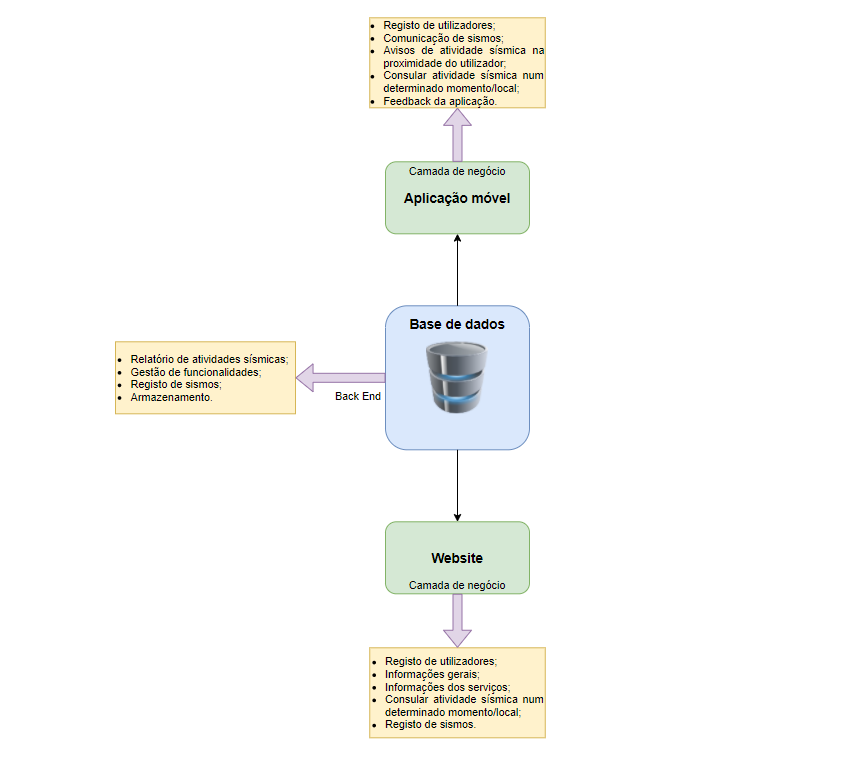 • Registo de utilizadores;
• Comunicação de sismos;
• Avisos de atividade sísmica na
proximidade do utilizador;
• Consular atividade sísmica num
determinado momento/local;
• Feedback da aplicação.
Camada de negócio
Aplicação móvel
Base de dados
• Relatório de atividades sísmicas;
• Gestão de funcionalidades;
• Registo de sismos;
• Armazenamento.
Back End
Website
Camada de negócio
• Registo de utilizadores;
• Informações gerais;
• Informações dos serviços;
• Consular atividade sísmica num
determinado momento/local;
• Registo de sismos.